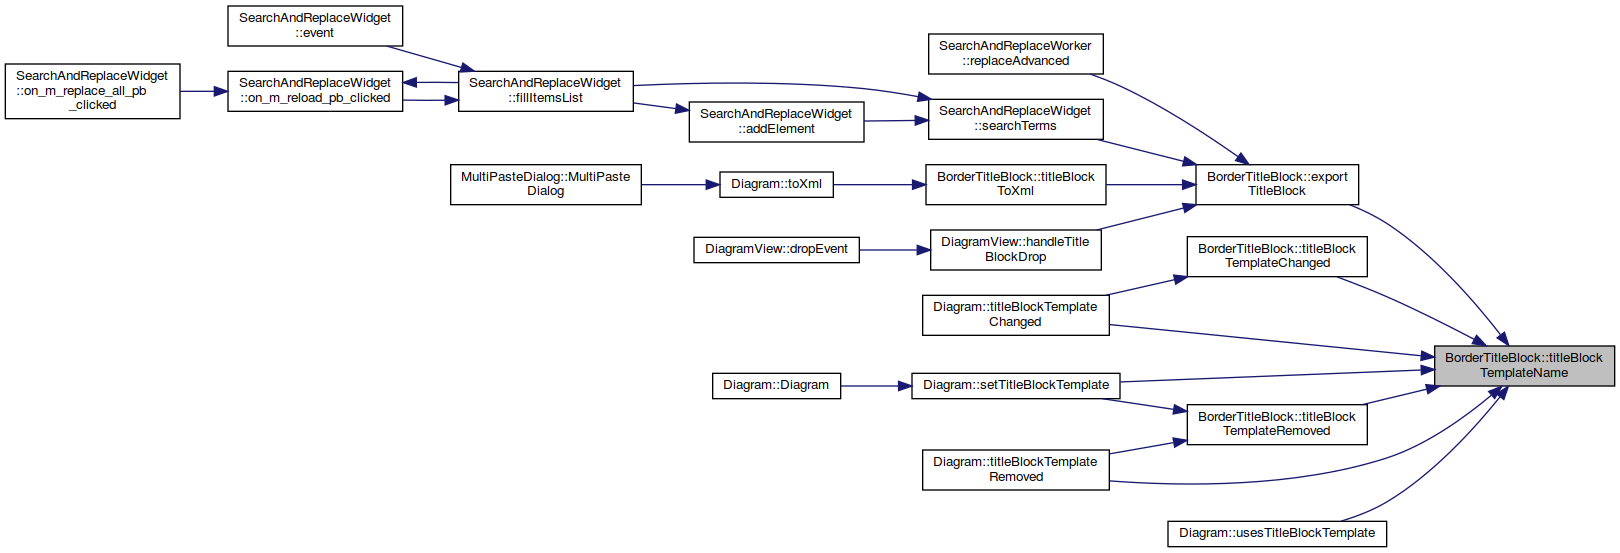 SearchAndReplaceWidget
::event
SearchAndReplaceWidget
::on_m_replace_all_pb
_clicked
SearchAndReplaceWidget
::on_m_reload_pb_clicked
SearchAndReplaceWidget
::fillItemsList
SearchAndReplaceWidget
::addElement
SearchAndReplaceWorker
::replaceAdvanced
SearchAndReplaceWidget
::searchTerms
MultiPasteDialog::MultiPaste
Dialog
Diagram::toXml
BorderTitleBlock::titleBlock
ToXml
BorderTitleBlock::export
TitleBlock
DiagramView::dropEvent
DiagramView::handleTitle
BlockDrop
BorderTitleBlock::titleBlock
TemplateChanged
Diagram::titleBlockTemplate
Changed
BorderTitleBlock::titleBlock
TemplateName
Diagram::Diagram
Diagram::setTitleBlockTemplate
BorderTitleBlock::titleBlock
TemplateRemoved
Diagram::titleBlockTemplate
Removed
Diagram::usesTitleBlockTemplate